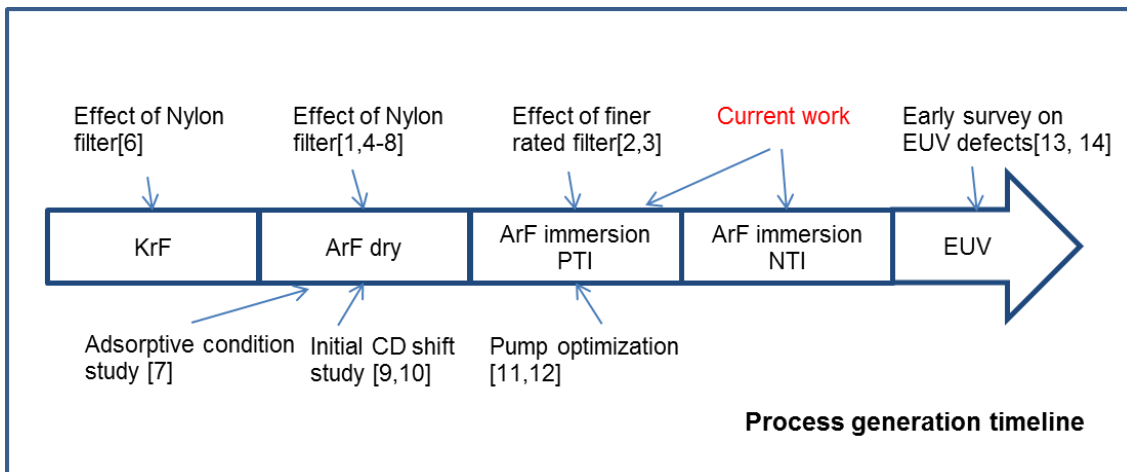 Effect of Nylon
filter[6]
Effect of Nylon
filter[1,4-8]
Effect of finer
rated filter[2,3]
Current work
Early survey on
EUV defects[13, 14]
KrF
ArF dry
ArF immersion
PTI
ArF immersion
NTI
EUV
Adsorptive condition
study [7]
Initial CD shift
study [9,10]
Pump optimization
[11,12]
Process generation timeline